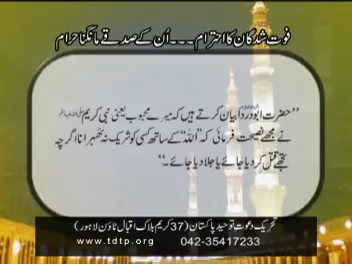 فوت شدگان کا احترام ۔۔۔ اُن کے صدقے مانگنا حرام
’’حضرت ابودرداؓ بیان کرتے ہیں کہ میرے محبوب یعنی نبی کریم ﷺ
نے مجھے نصیحت فرمائی کہ ’’اللہ‘‘ کے ساتھ کسی کو شریک نہ ٹھہرانا اگرچہ
تجھے قتل کر دیا جائے یا جلا دیا جائے۔‘‘
تحریک دعوت توحید پاکستان (37 کریم بلاک اقبال ٹاؤن لاہور)
www.tdtp.org 042-35417233